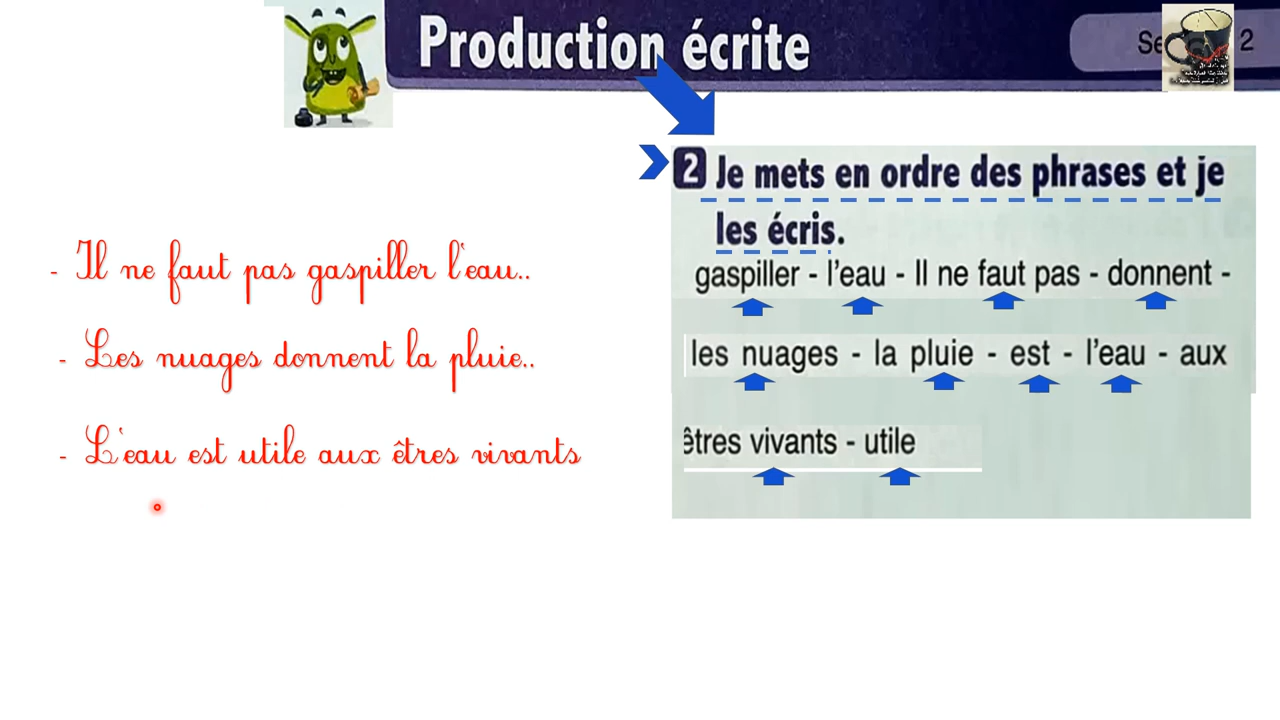 Production écrite
2
2 Je mets en ordre des phrases et je
les écris.
gaspiller - l'eau - Il ne faut pas - donnent -
les nuages - la pluie - est - l'eau - aux
êtres vivants - utile
- Il ne faut pas gaspiller l'eau..
- Les nuages donnent la pluie..
- L'eau est utile aux êtres vivants